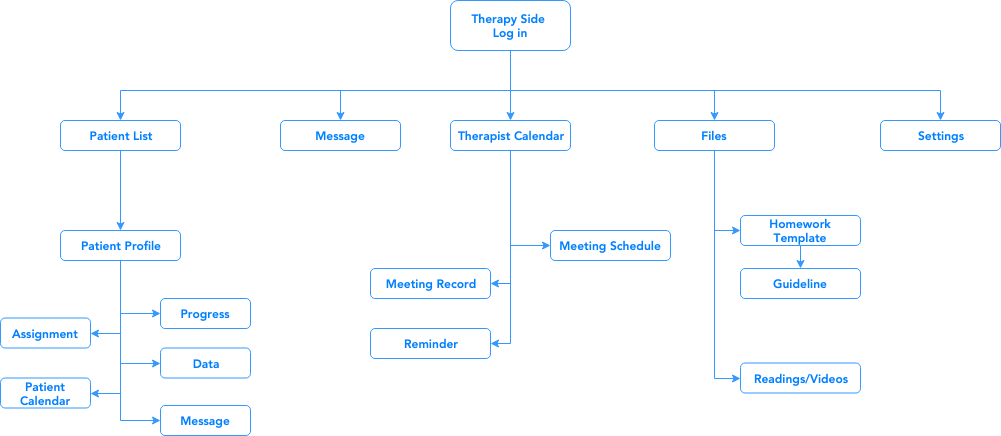 Therapy Side
Log in
Patient List
Message
Therapist Calendar
Files
Settings
Patient Profile
Meeting Schedule
Homework
Template
Meeting Record
Guideline
Progress
Assignment
Reminder
Data
Readings/Videos
Patient
Calendar
Message